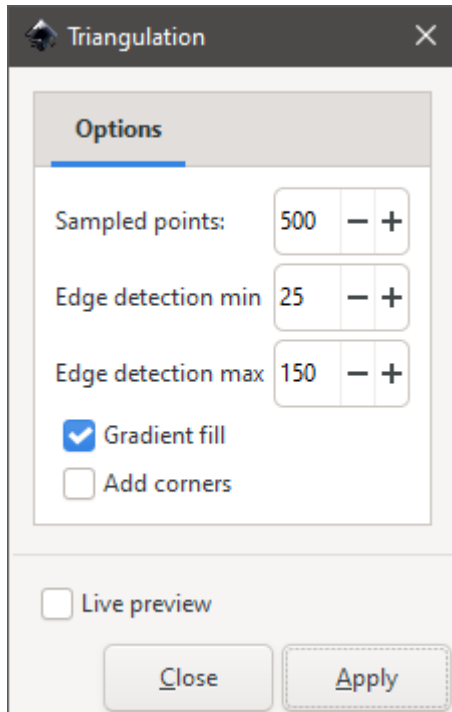 Triangulation
Options
Sampled points: 500
Edge detection min 25
Edge detection max 150
Gradient fill
Add corners
Live preview
Close Apply